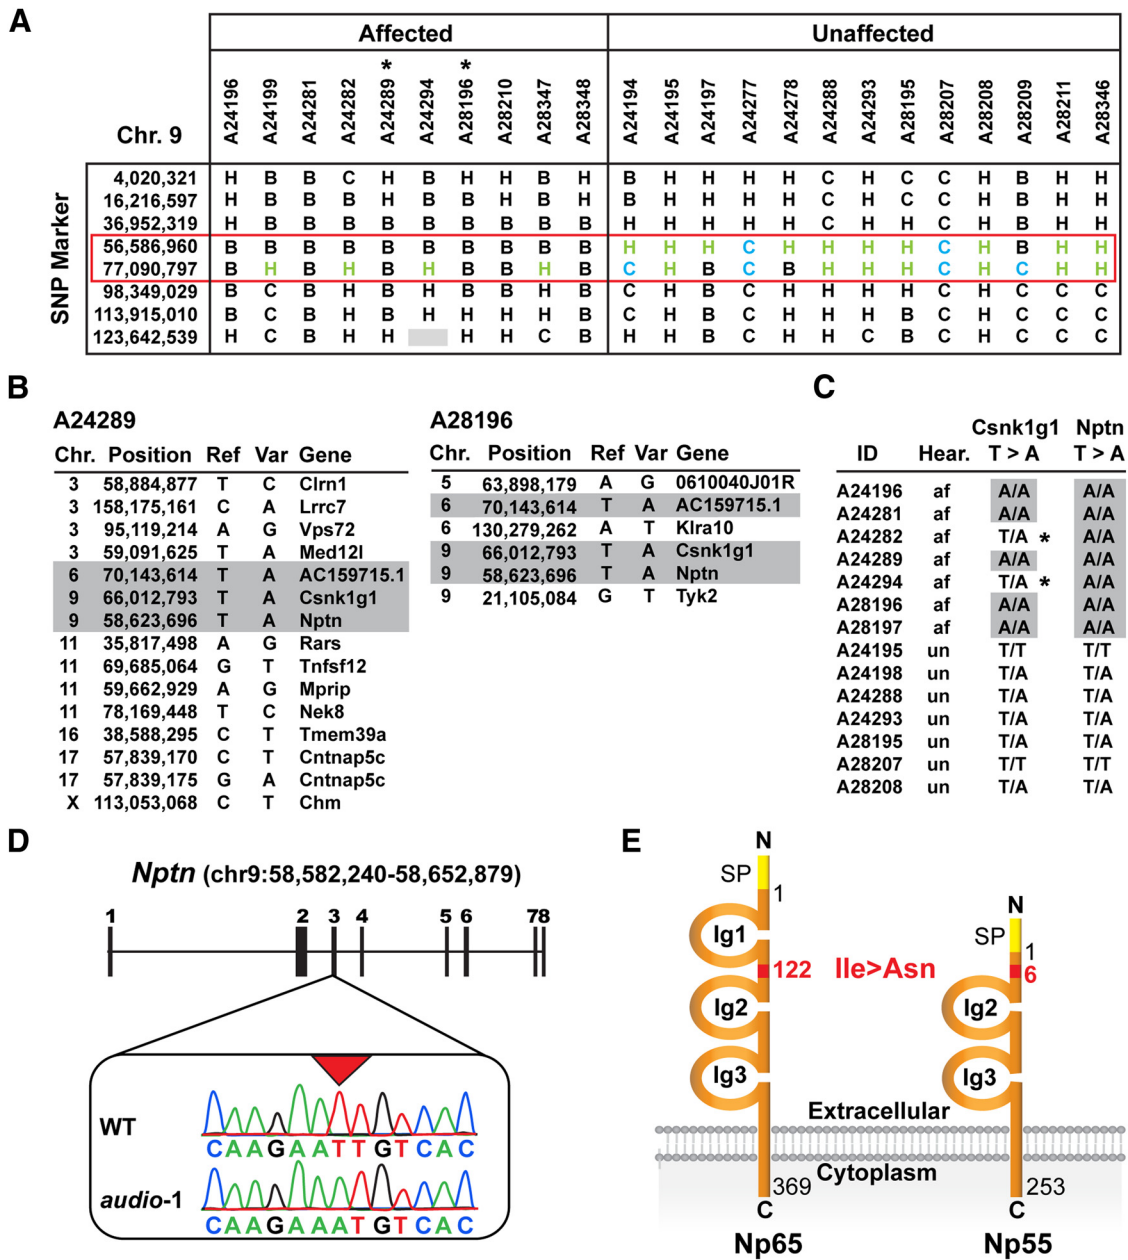 A
Affected Unaffected
* *
Chr. 9 A24196 A24199 A24281 A24282 A24289 A24294 A28196 A28210 A28347 A28348 A24194 A24195 A24197 A24277 A24278 A24288 A24293 A28195 A28207 A28208 A28209 A28211 A28346
SNP Marker
4,020,321 H B B C H B H H B H B H H H H C H C C H B H H
16,216,597 H B B B H B B H B H B H H H H C H C C H B H H
36,952,319 H B B B B B B B B B H H H H H C H H C H B H H
56,586,960 B B B B B B B B B B H H H C H H H H C H B H H
77,090,797 B H B H B H B B H B C H B C B H H H C H C H H
98,349,029 B C B H B H B B H B C H B C H H H H C H C C C
113,915,010 B C B H B H H H H B C H B C H H H B C H C C C
123,642,539 H C B H H H H C B H H B C H H C B C H C C C
B
A24289
Chr. Position Ref Var Gene
3 58,884,877 T C Clrn1
3 158,175,161 C A Lrrc7
3 95,119,214 A G Vps72
3 59,091,625 T A Med12l
6 70,143,614 T A AC159715.1
9 66,012,793 T A Csnk1g1
9 58,623,696 T A Nptn
11 35,817,498 A G Rars
11 69,685,064 G T Tnfsf12
11 59,662,929 A G Mprip
11 78,169,448 T C Nek8
16 38,588,295 C T Tmem39a
17 57,839,170 C T Cntnap5c
17 57,839,175 G A Cntnap5c
X 113,053,068 C T Chm
A28196
Chr. Position Ref Var Gene
5 63,898,179 A G 0610040J01R
6 70,143,614 T A AC159715.1
6 130,279,262 A T Klra10
9 66,012,793 T A Csnk1g1
9 58,623,696 T A Nptn
9 21,105,084 G T Tyk2
C
Csnk1g1 Nptn
ID Hear. T > A T > A
A24196 af A/A A/A
A24281 af A/A A/A
A24282 af T/A * A/A
A24289 af A/A A/A
A24294 af T/A * A/A
A28196 af A/A A/A
A28197 af A/A A/A
A24195 un T/T T/T
A24198 un T/A T/A
A24288 un T/A T/A
A24293 un T/A T/A
A28195 un T/A T/A
A28207 un T/T T/T
A28208 un T/A T/A
D
Nptn (chr9:58,582,240-58,652,879)
1 2 3 4 5 6 7 8
WT
CAAGAATTGTCAC
audio-1
CAAGAAATGTCAC
E
N
SP
1
Ig1
122 Ile>Asn
Ig2
Ig3
N
SP
1
6
Ig2
Ig3
Extracellular
Cytoplasm
369
C
253
C
Np65 Np55